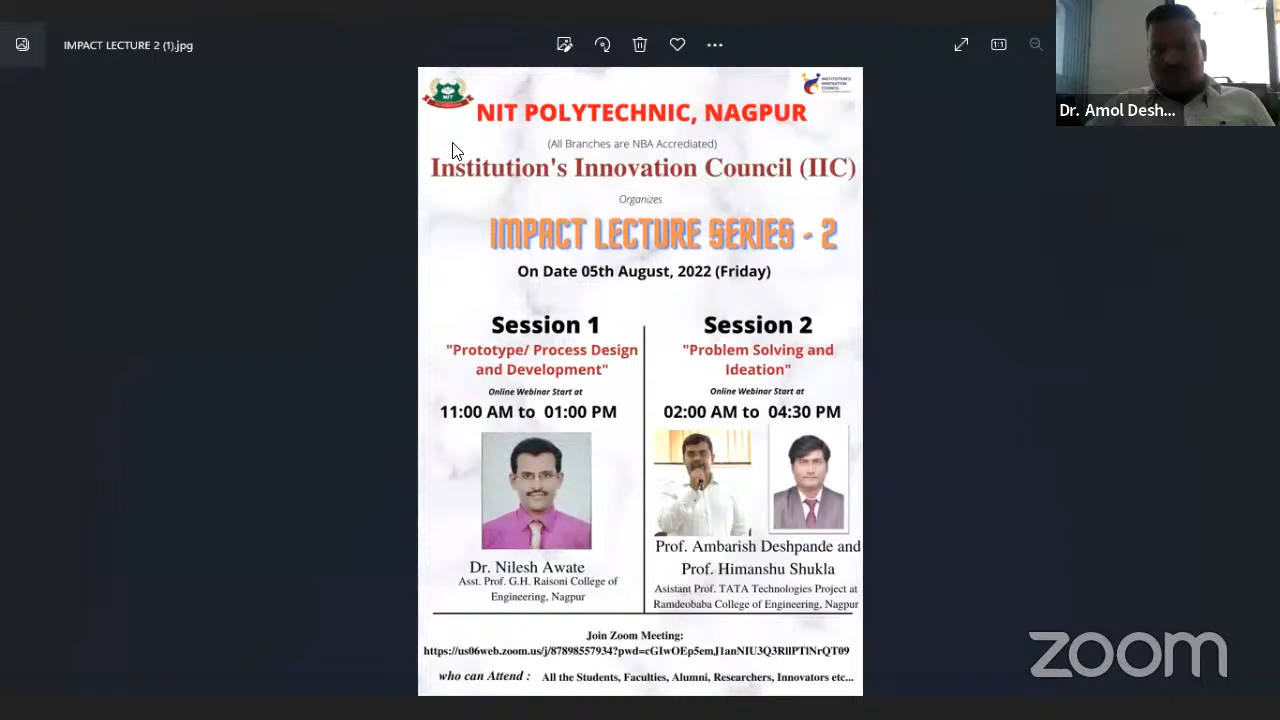 IMPACT LECTURE 2 (1).jpg
Dr. Amol Desh...
NIT
INSTITUTION'S
INNOVATION
COUNCIL
NIT POLYTECHNIC, NAGPUR
(All Branches are NBA Accrediated)
Institution's Innovation Council (IIC)
Organizes
IMPACT LECTURE SERIES - 2
On Date 05th August, 2022 (Friday)
Session 1
"Prototype/ Process Design
and Development"
Online Webinar Start at
11:00 AM to 01:00 PM
Dr. Nilesh Awate
Asst. Prof. G.H. Raisoni College of
Engineering, Nagpur
Session 2
"Problem Solving and
Ideation"
Online Webinar Start at
02:00 AM to 04:30 PM
Prof. Ambarish Deshpande and
Prof. Himanshu Shukla
Asistant Prof. TATA Technologies Project at
Ramdeobaba College of Engineering, Nagpur
Join Zoom Meeting:
https://us06web.zoom.us/j/87898557934?pwd=cGIwOEp5emJ1anNIU3Q3RllPTlNrQT09
who can Attend : All the Students, Faculties, Alumni, Researchers, Innovators etc...
zoom